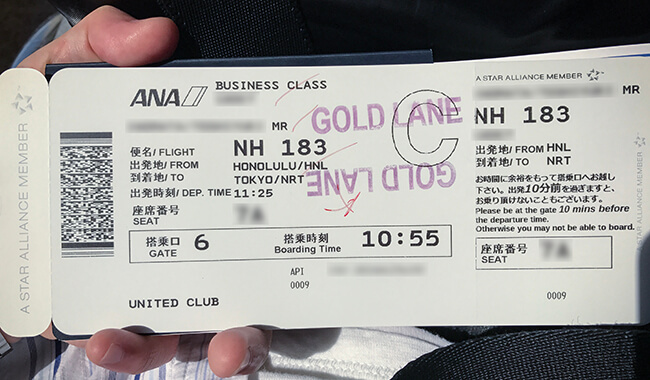 A STAR ALLIANCE MEMBER
ANA BUSINESS CLASS
MR
便名/FLIGHT NH 183
出発地/FROM HONOLULU/HNL
到着地/TO TOKYO/NRT
出発時刻/DEP. TIME 11:25
座席番号
SEAT
搭乗口
GATE 6
搭乗時刻
Boarding Time 10:55
API
0009
UNITED CLUB
GOLD LANE
C
GOLD LANE
A STAR ALLIANCE MEMBER
MR
NH 183
出発地/FROM HNL
到着地/TO NRT
お時間に余裕をもって搭乗口へお越し
下さい。出発10分前を過ぎますと、
お乗り頂けないこともございます。
Please be at the gate 10 mins before
the departure time.
Otherwise you may not be able to board.
座席番号
SEAT
0009
A STAR ALLIANCE MEMBER